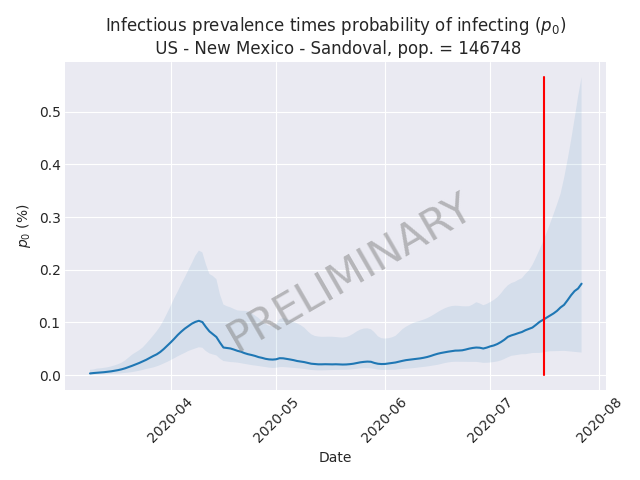 Infectious prevalence times probability of infecting (p₀)
US - New Mexico - Sandoval, pop. = 146748
0.5
0.4
0.3
0.2
0.1
0.0
p₀ (%)
PRELIMINARY
2020-04
2020-05
2020-06
2020-07
2020-08
Date